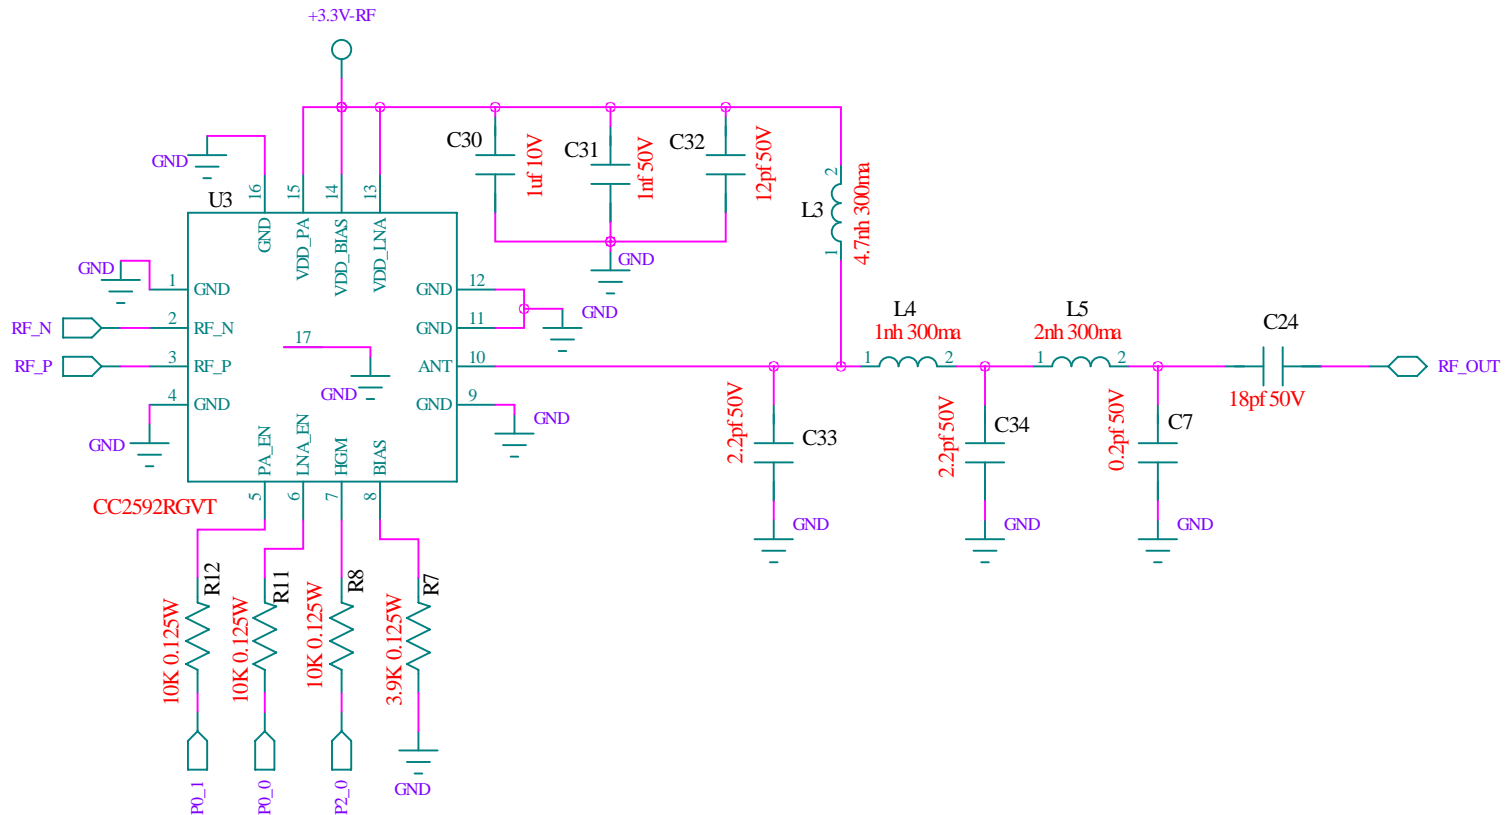 +3.3V-RF
GND
16
15
14
13
U3
GND
VDD_PA
VDD_BIAS
VDD_LNA
C30
1uf 10V
C31
1nf 50V
C32
12pf 50V
GND
2
L3
1
4.7nh 300ma
GND
1
GND
RF_N
2
RF_N
RF_P
3
RF_P
4
GND
GND
17
GND
GND
12
GND
11
GND
ANT
10
GND
9
GND
PA_EN
LNA_EN
HGM
BIAS
5
6
7
8
CC2592RGVT
L4
1nh 300ma
1
2
L5
2nh 300ma
1
2
C24
18pf 50V
RF_OUT
2.2pf 50V
C33
GND
2.2pf 50V
C34
GND
0.2pf 50V
C7
GND
R12
10K 0.125W
R11
10K 0.125W
R8
10K 0.125W
R7
3.9K 0.125W
P0_1
P0_0
P2_0
GND